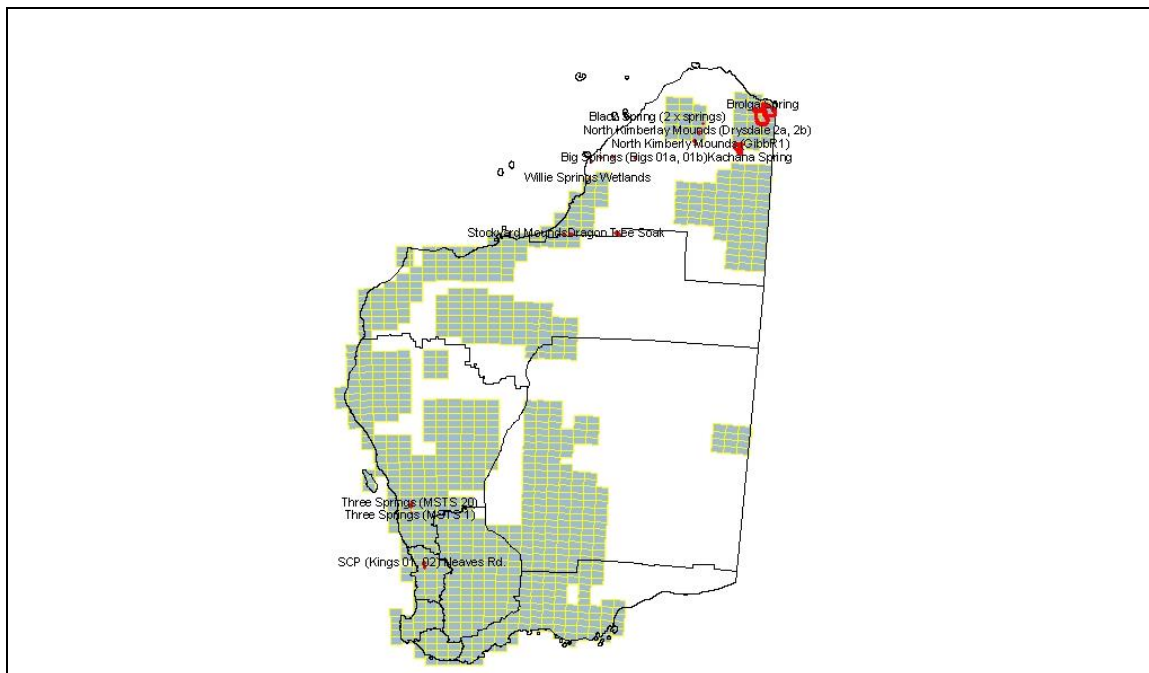 Brolga Spring
Black Spring (2 x springs)
North Kimberlay Mounds (Drysdale 2a, 2b)
North Kimberly Mounds (GibbR1)
Big Springs (Bigs 01a, 01b) Kachana Spring
Willie Springs Wetlands
Stockyard Mounds Dragon Tree Soak
Three Springs (MSTS 20)
Three Springs (MSTS 1)
SCP (Kings 01, 02) Neaves Rd.